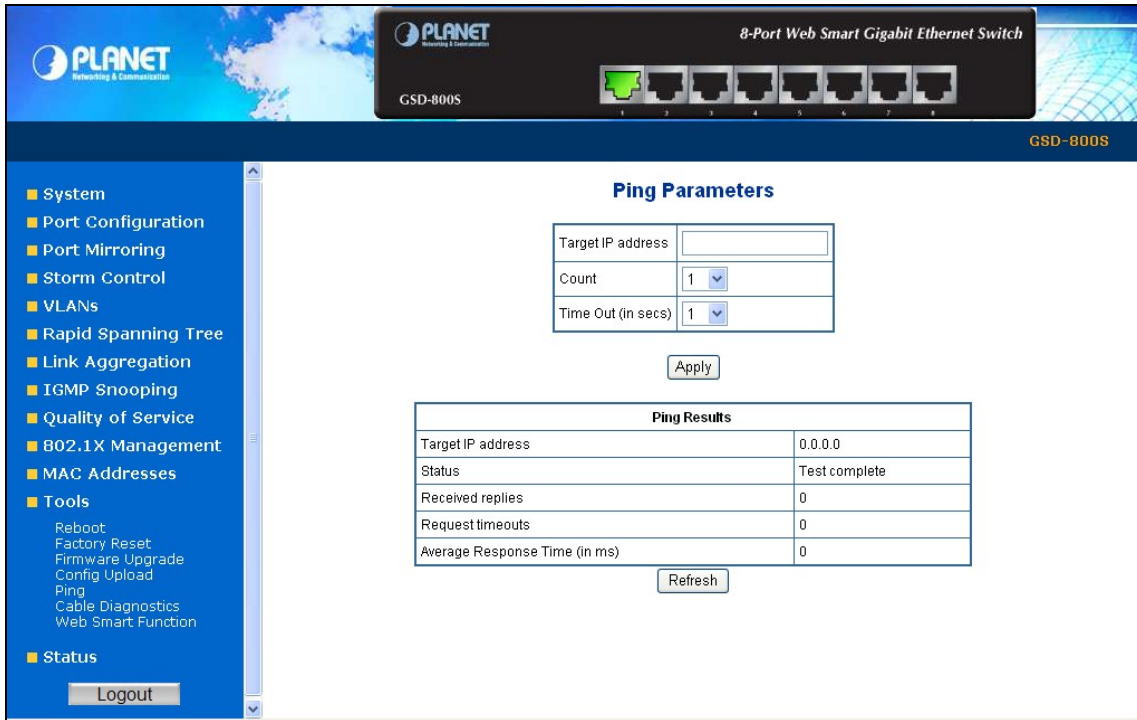 PLANET
Networking & Communication
PLANET
Networking & Communication
8-Port Web Smart Gigabit Ethernet Switch
GSD-800S
1 2 3 4 5 6 7 8
GSD-800S
System
Port Configuration
Port Mirroring
Storm Control
VLANs
Rapid Spanning Tree
Link Aggregation
IGMP Snooping
Quality of Service
802.1X Management
MAC Addresses
Tools
Reboot
Factory Reset
Firmware Upgrade
Config Upload
Ping
Cable Diagnostics
Web Smart Function
Status
Logout
Ping Parameters
Target IP address
Count 1
Time Out (in secs) 1
Apply
Ping Results
Target IP address 0.0.0.0
Status Test complete
Received replies 0
Request timeouts 0
Average Response Time (in ms) 0
Refresh